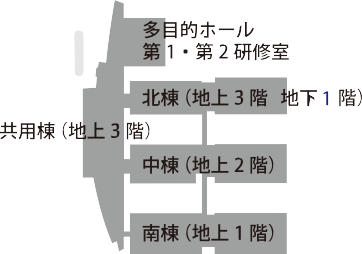 多目的ホール
第1・第2研修室
北棟（地上3階 地下1階）
共用棟（地上3階）
中棟（地上2階）
南棟（地上1階）